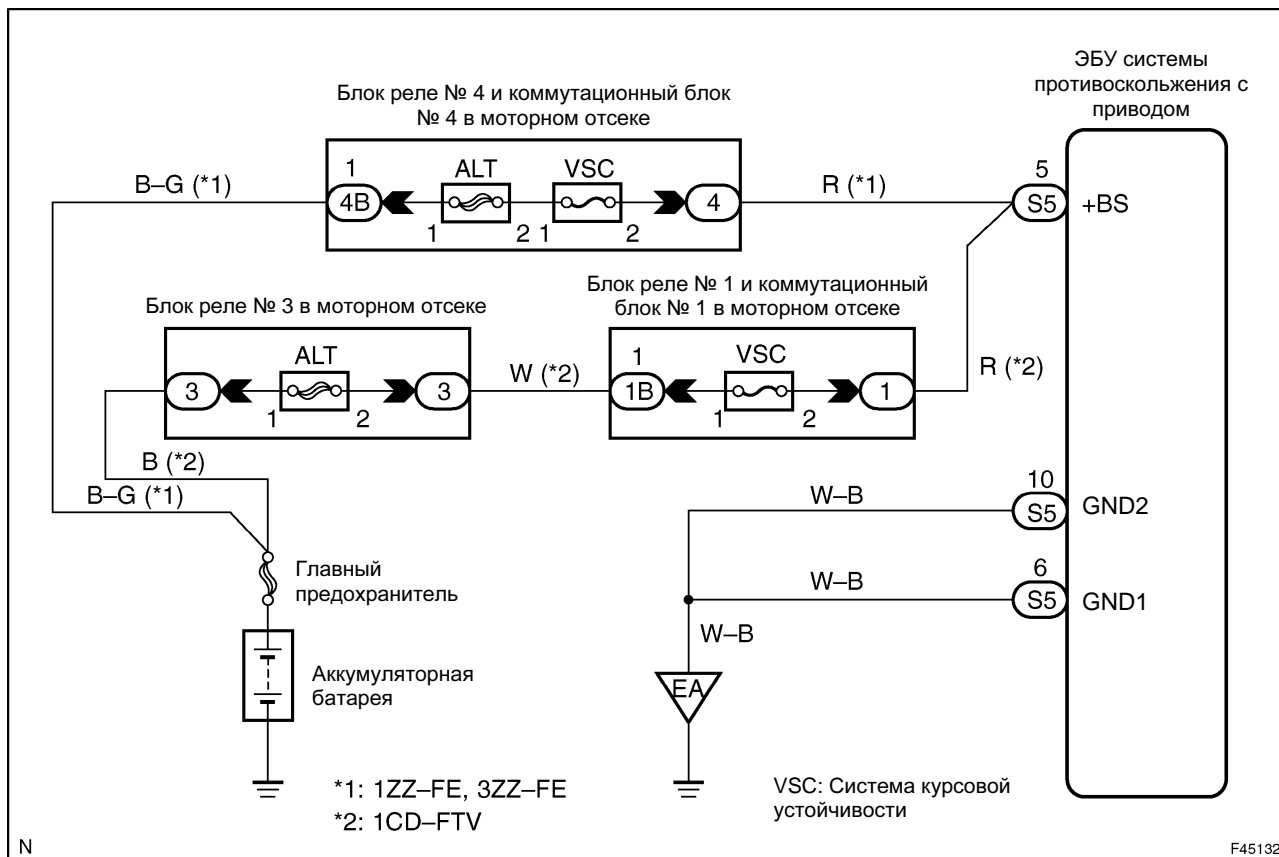 ЭБУ системы
противоскольжения с
приводом
Блок реле № 4 и коммутационный блок
№ 4 в моторном отсеке
B–G (*1)
1
4B
ALT
1 2
VSC
1 2
4
R (*1)
5
S5
+BS
Блок реле № 3 в моторном отсеке
3
ALT
1 2
3
W (*2)
Блок реле № 1 и коммутационный
блок № 1 в моторном отсеке
1
1B
VSC
1 2
1
R (*2)
B (*2)
B–G (*1)
Главный
предохранитель
Аккумуляторная
батарея
W–B
10
S5
GND2
W–B
6
S5
GND1
W–B
EA
*1: 1ZZ–FE, 3ZZ–FE
*2: 1CD–FTV
VSC: Система курсовой
устойчивости
N
F45132